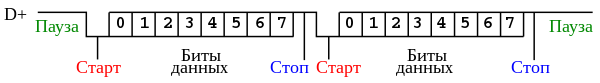 D+
Пауза 0 1 2 3 4 5 6 7 0 1 2 3 4 5 6 7 Пауза
Биты Биты
Старт данных Стоп Старт данных Стоп